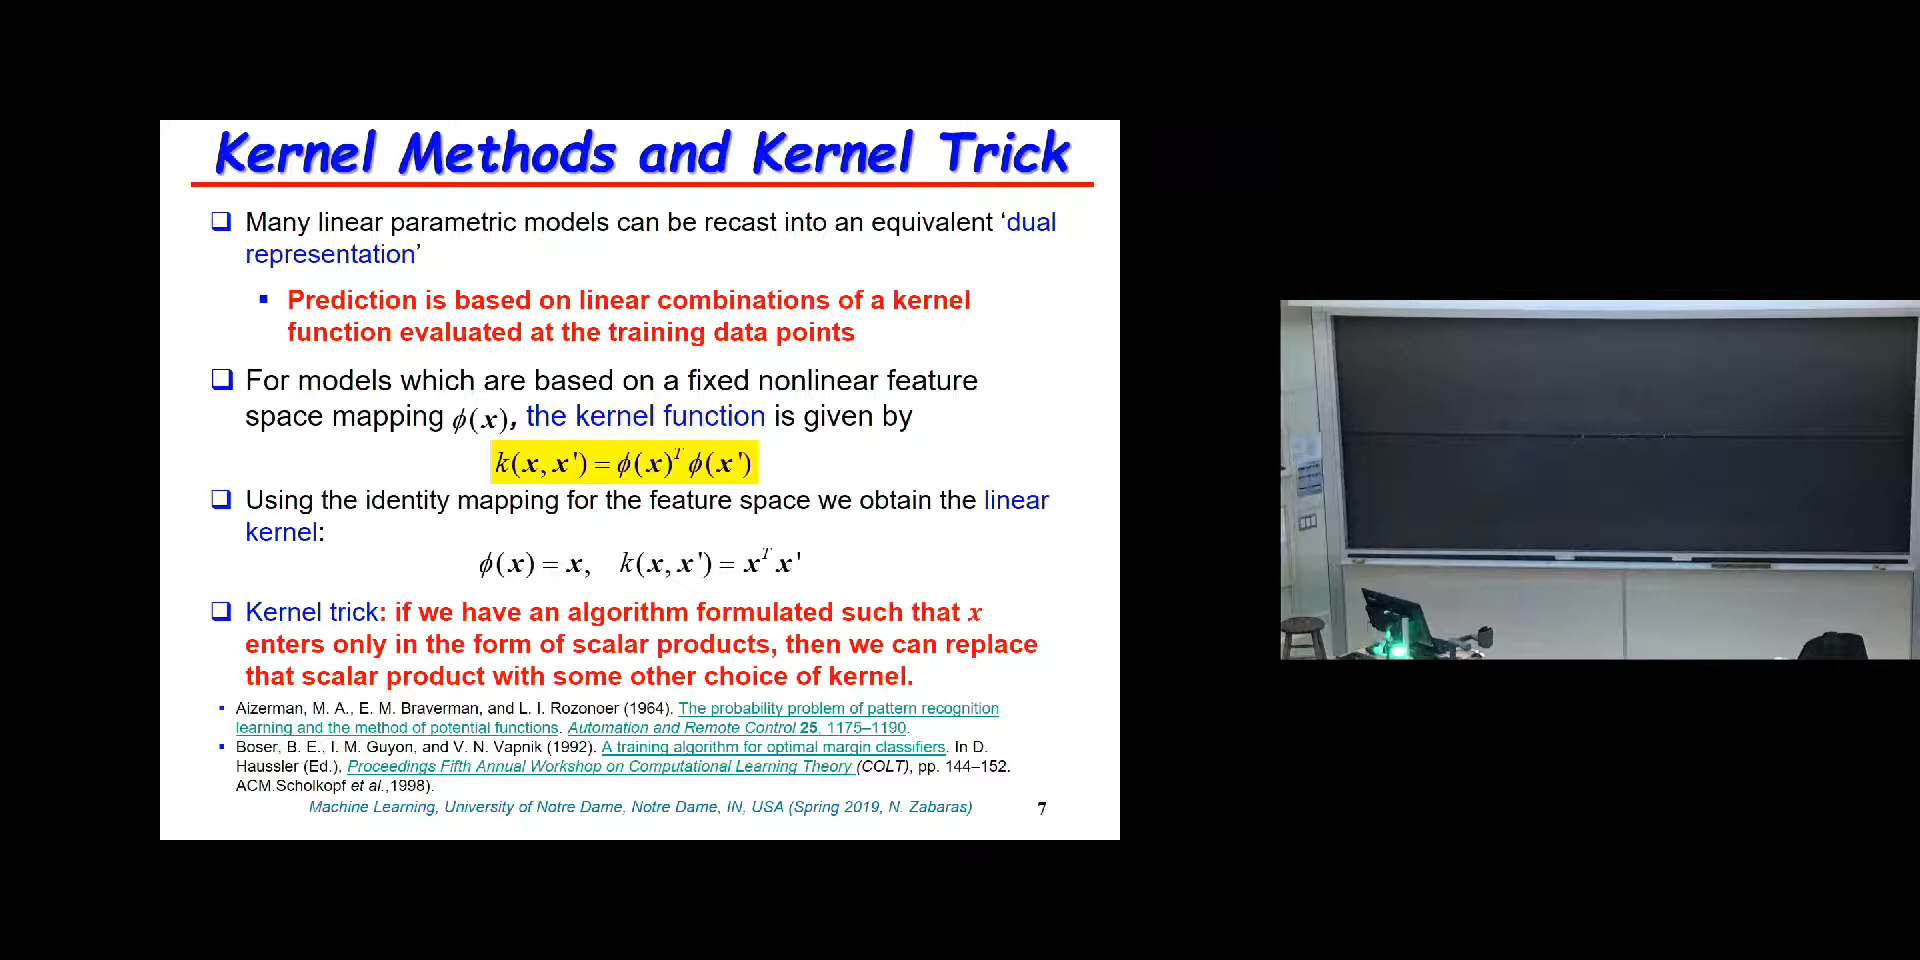 Kernel Methods and Kernel Trick
Many linear parametric models can be recast into an equivalent ‘dual
representation’
Prediction is based on linear combinations of a kernel
function evaluated at the training data points
For models which are based on a fixed nonlinear feature
space mapping ϕ(x), the kernel function is given by
k(x, x') = ϕ(x)ᵀ ϕ(x')
Using the identity mapping for the feature space we obtain the linear
kernel:
ϕ(x) = x, k(x, x') = xᵀ x'
Kernel trick: if we have an algorithm formulated such that x
enters only in the form of scalar products, then we can replace
that scalar product with some other choice of kernel.
Aizerman, M. A., E. M. Braverman, and L. I. Rozonoer (1964). The probability problem of pattern recognition
learning and the method of potential functions. Automation and Remote Control 25, 1175–1190.
Boser, B. E., I. M. Guyon, and V. N. Vapnik (1992). A training algorithm for optimal margin classifiers. In D.
Haussler (Ed.), Proceedings Fifth Annual Workshop on Computational Learning Theory (COLT), pp. 144–152.
ACM.Scholkopf et al.,1998).
Machine Learning, University of Notre Dame, Notre Dame, IN, USA (Spring 2019, N. Zabaras)
7